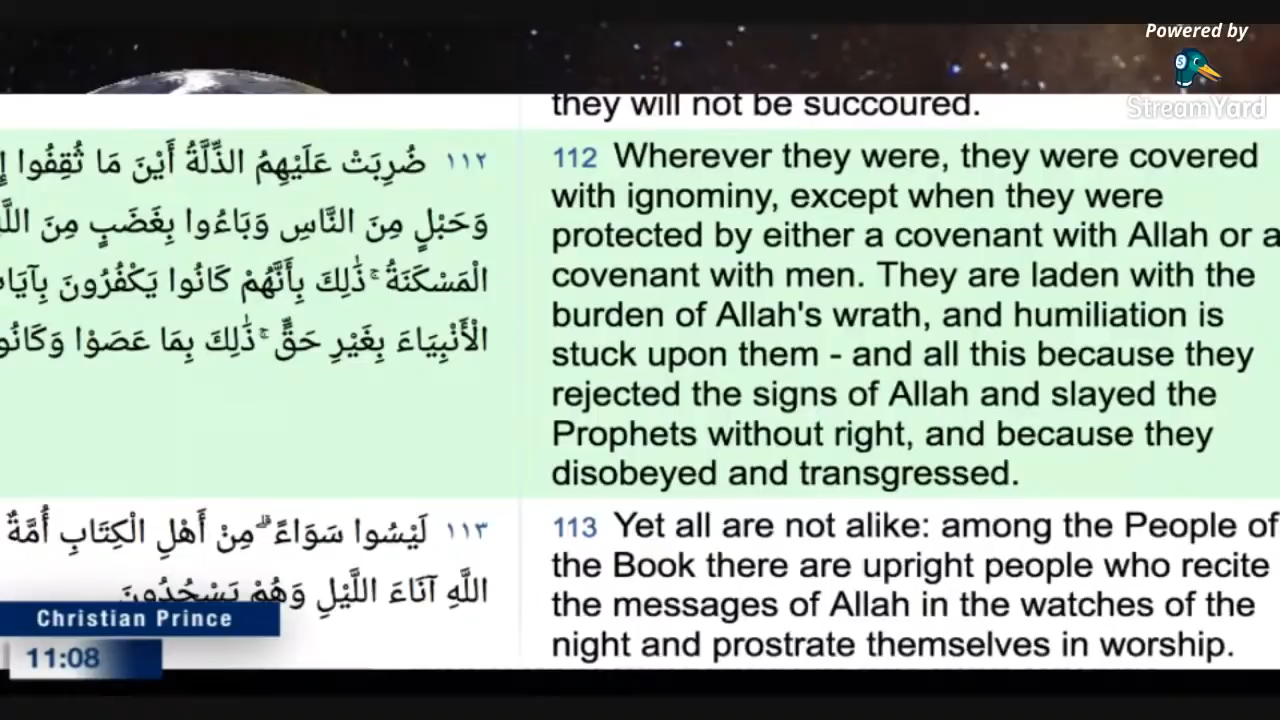 Powered by
StreamYard
they will not be succoured.
١١٢ ضُرِبَتْ عَلَيْهِمُ الذِّلَّةُ أَيْنَ مَا ثُقِفُوا
وَحَبْلٍ مِنَ النَّاسِ وَبَاءُوا بِغَضَبٍ مِنَ
الْمَسْكَنَةُ ۚ ذَٰلِكَ بِأَنَّهُمْ كَانُوا يَكْفُرُونَ
الْأَنْبِيَاءَ بِغَيْرِ حَقٍّ ۚ ذَٰلِكَ بِمَا عَصَوْا
112 Wherever they were, they were covered
with ignominy, except when they were
protected by either a covenant with Allah or a
covenant with men. They are laden with the
burden of Allah's wrath, and humiliation is
stuck upon them - and all this because they
rejected the signs of Allah and slayed the
Prophets without right, and because they
disobeyed and transgressed.
١١٣ لَيْسُوا سَوَاءً ۗ مِنْ أَهْلِ الْكِتَابِ أُمَّةٌ
اللَّهِ آنَاءَ اللَّيْلِ وَهُمْ يَسْجُدُونَ
113 Yet all are not alike: among the People of
the Book there are upright people who recite
the messages of Allah in the watches of the
night and prostrate themselves in worship.
Christian Prince
11:08